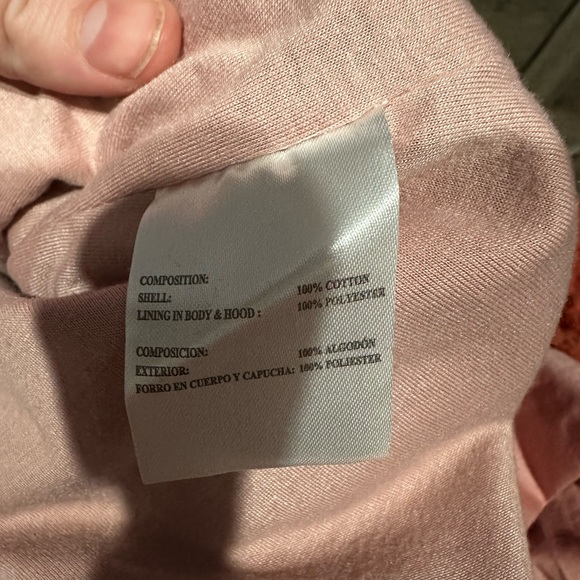 COMPOSITION:
SHELL: 100% COTTON
LINING IN BODY & HOOD : 100% POLYESTER
COMPOSICION:
EXTERIOR: 100% ALGODÓN
FORRO EN CUERPO Y CAPUCHA: 100% POLIESTER